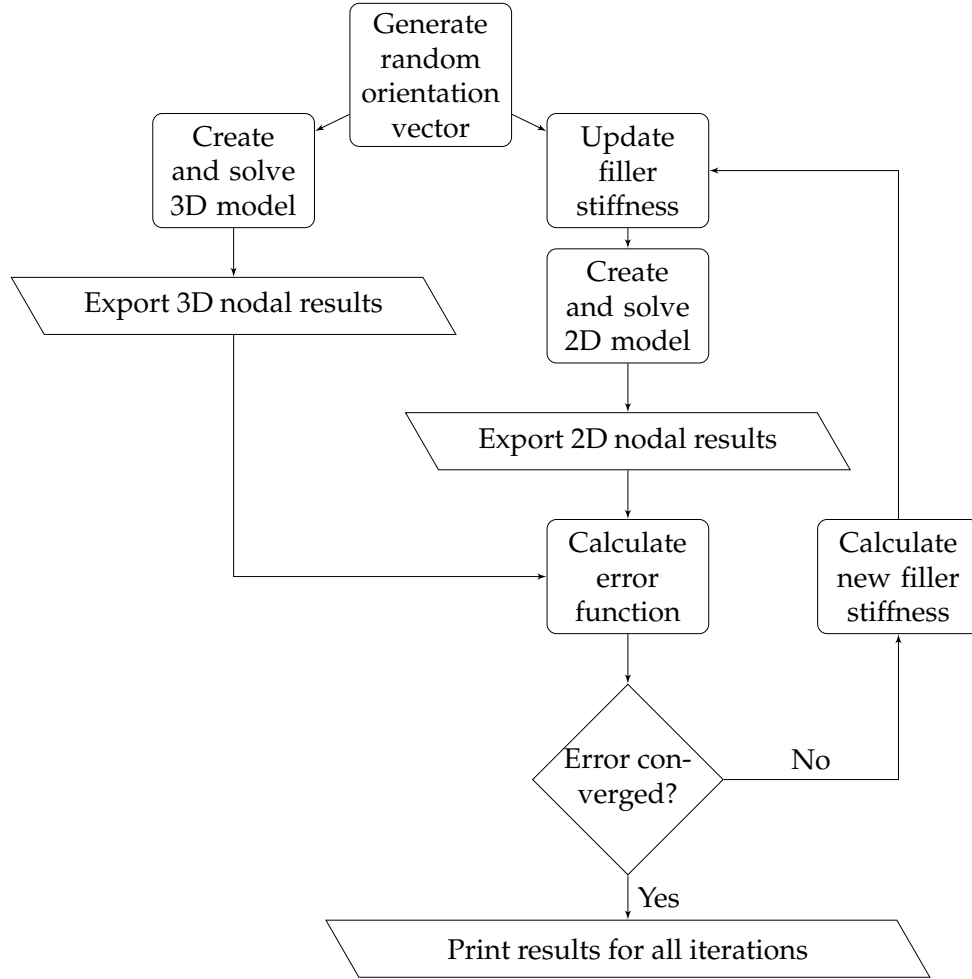 Generate
random
orientation
vector
Create
and solve
3D model
Update
filler
stiffness
Export 3D nodal results
Create
and solve
2D model
Export 2D nodal results
Calculate
error
function
Calculate
new filler
stiffness
Error con-
verged?
No
Yes
Print results for all iterations